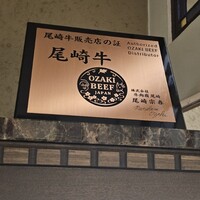 尾崎牛販売店の証
Authorized
OZAKI BEEF
Distributor
尾崎牛
OZAKI
BEEF
JAPAN
株式会社
牛肉商尾崎
尾崎宗春